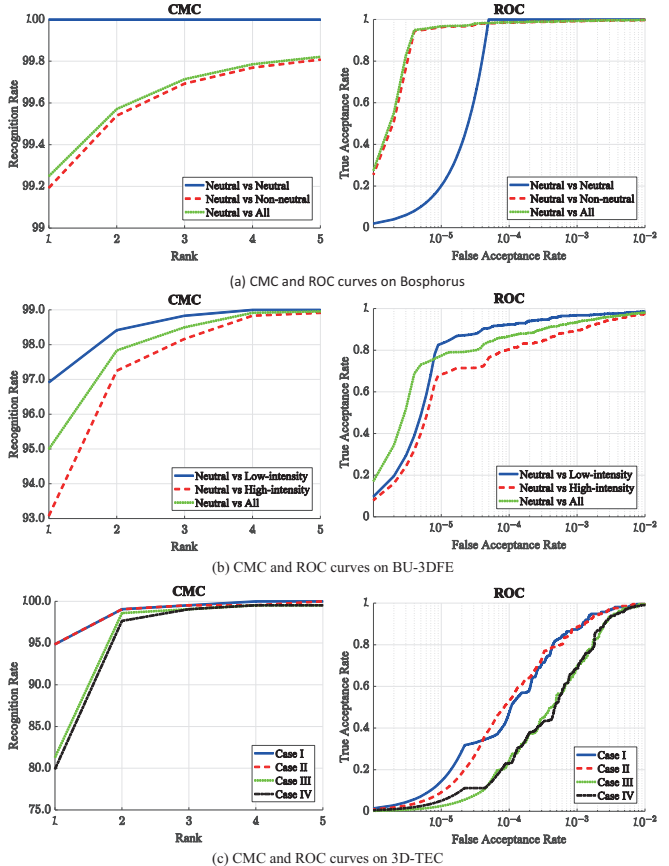 CMC
ROC
100
99.8
99.6
99.4
99.2
99
Recognition Rate
1 2 3 4 5
Rank
Neutral vs Neutral
Neutral vs Non-neutral
Neutral vs All
1
0.8
0.6
0.4
0.2
0
True Acceptance Rate
10−5 10−4 10−3 10−2
False Acceptance Rate
Neutral vs Neutral
Neutral vs Non-neutral
Neutral vs All
(a) CMC and ROC curves on Bosphorus
CMC
ROC
99.0
98.0
97.0
96.0
95.0
94.0
93.0
Recognition Rate
1 2 3 4 5
Rank
Neutral vs Low-intensity
Neutral vs High-intensity
Neutral vs All
1
0.8
0.6
0.4
0.2
0
True Acceptance Rate
10−5 10−4 10−3 10−2
False Acceptance Rate
Neutral vs Low-intensity
Neutral vs High-intensity
Neutral vs All
(b) CMC and ROC curves on BU-3DFE
CMC
ROC
100.0
95.0
90.0
85.0
80.0
75.0
Recognition Rate
1 2 3 4 5
Rank
Case I
Case II
Case III
Case IV
1
0.8
0.6
0.4
0.2
0
True Acceptance Rate
10−5 10−4 10−3 10−2
False Acceptance Rate
Case I
Case II
Case III
Case IV
(c) CMC and ROC curves on 3D-TEC